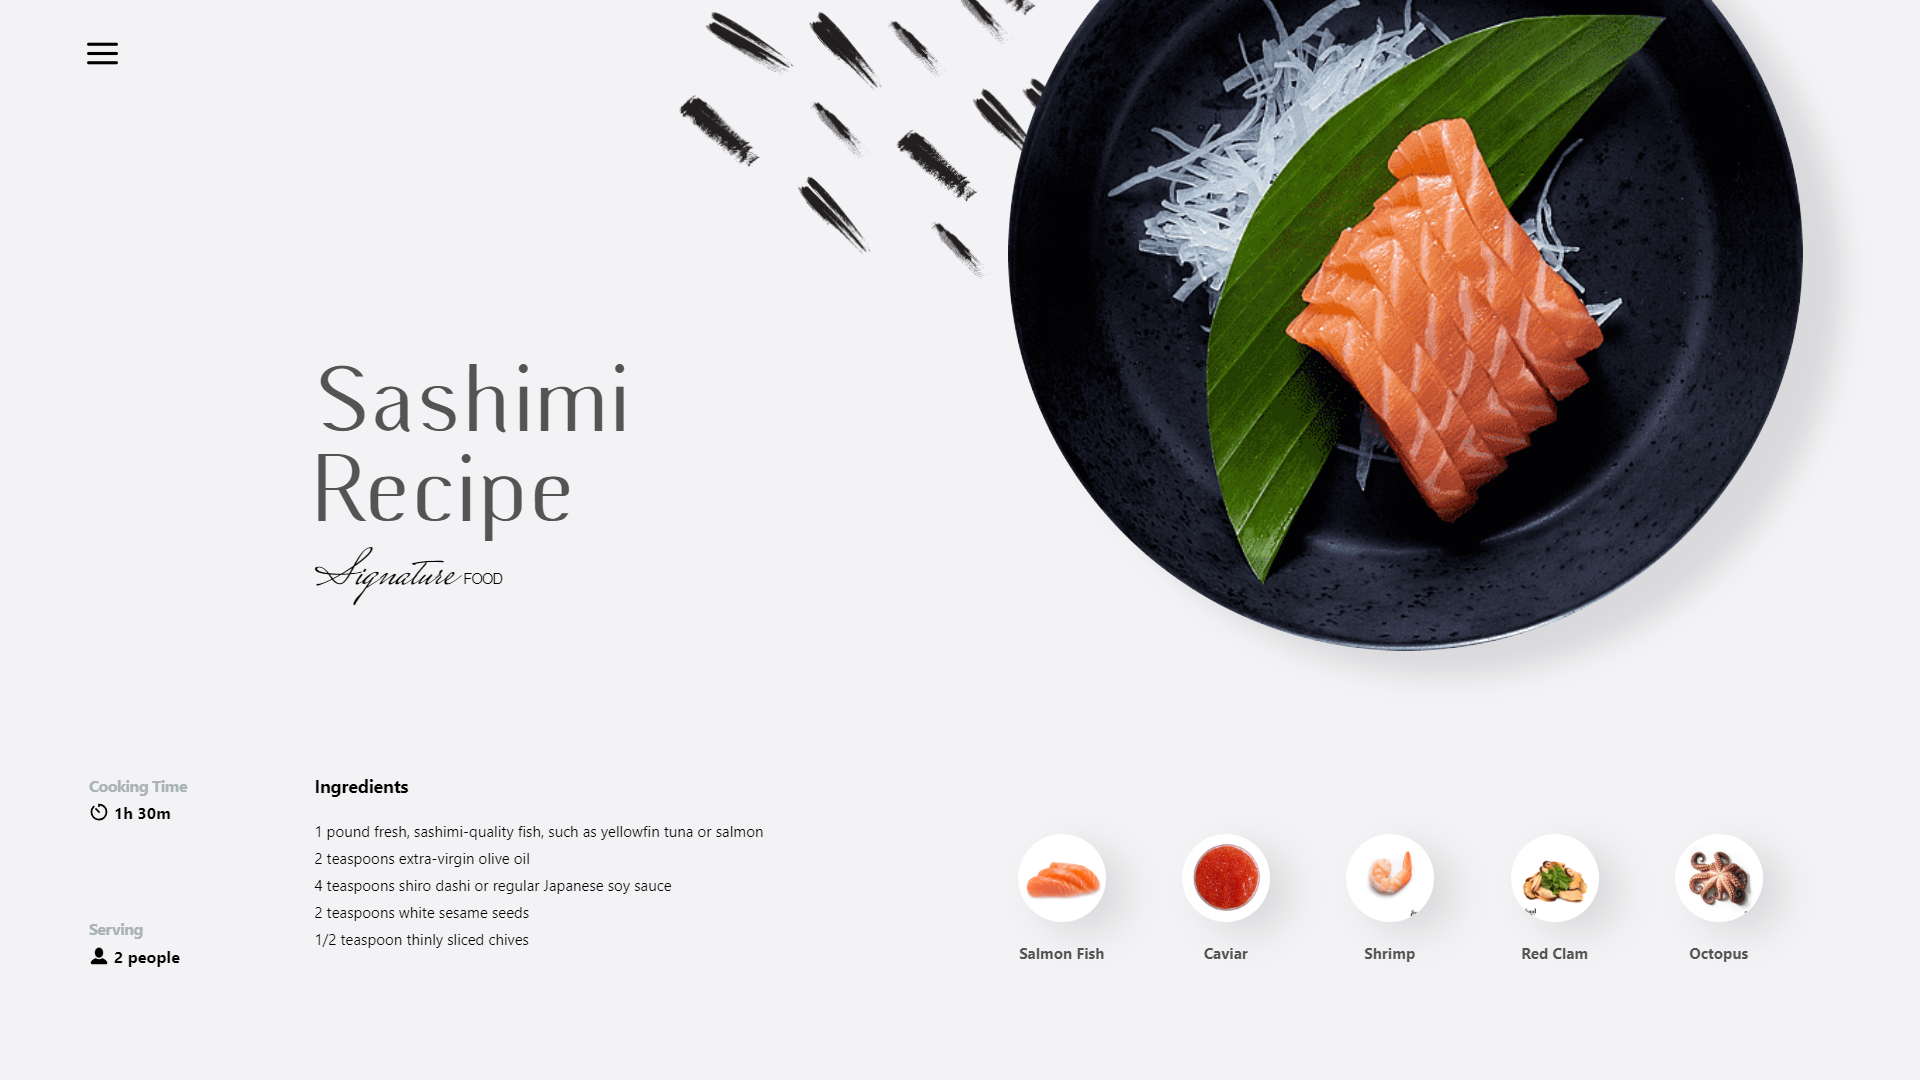 Sashimi
Recipe
Signature FOOD
Cooking Time
1h 30m
Serving
2 people
Ingredients
1 pound fresh, sashimi-quality fish, such as yellowfin tuna or salmon
2 teaspoons extra-virgin olive oil
4 teaspoons shiro dashi or regular Japanese soy sauce
2 teaspoons white sesame seeds
1/2 teaspoon thinly sliced chives
Salmon Fish
Caviar
Shrimp
Red Clam
Octopus